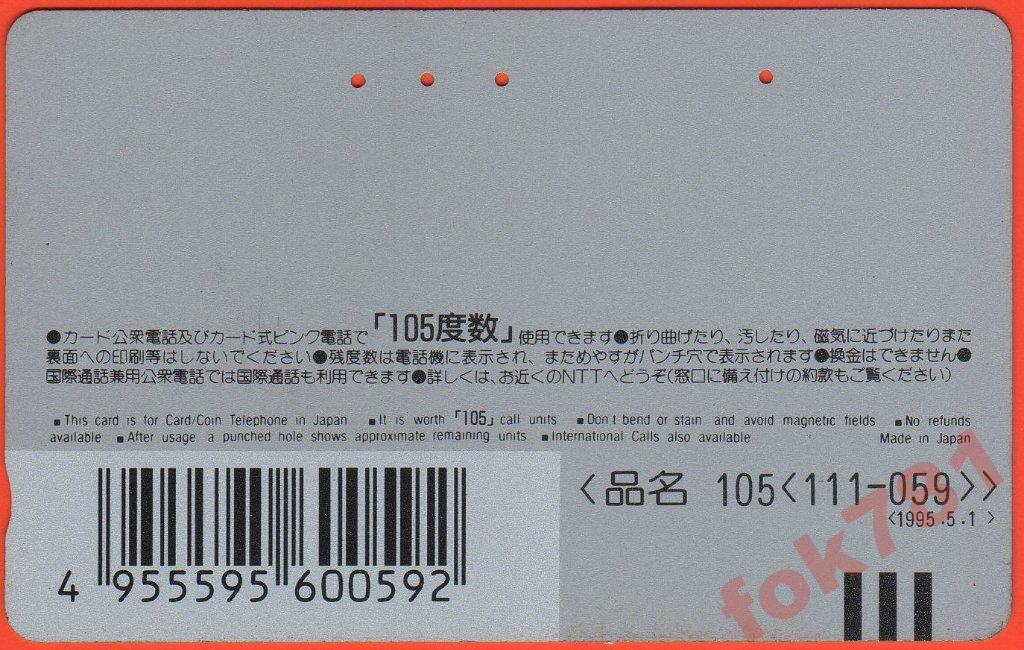 ●カード公衆電話及びカード式ピンク電話で「105度数」使用できます●折り曲げたり、汚したり、磁気に近づけたりまた
裏面への印刷等はしないでください●残度数は電話機に表示され、まためやすがパンチ穴で表示されます●換金はできません●
国際通話兼用公衆電話では国際通話も利用できます●詳しくは、お近くのNTTへどうぞ(窓口に備え付けの約款もご覧ください)
■This card is for Card/Coin Telephone in Japan ■It is worth「105」call units ■Don't bend or stain and avoid magnetic fields ■No refunds
available ■After usage a punched hole shows approximate remaining units ■International Calls also available Made in Japan
〈品名 105〈111-059〉〉
〈1995.5.1 〉
4 955595 600592
fok791